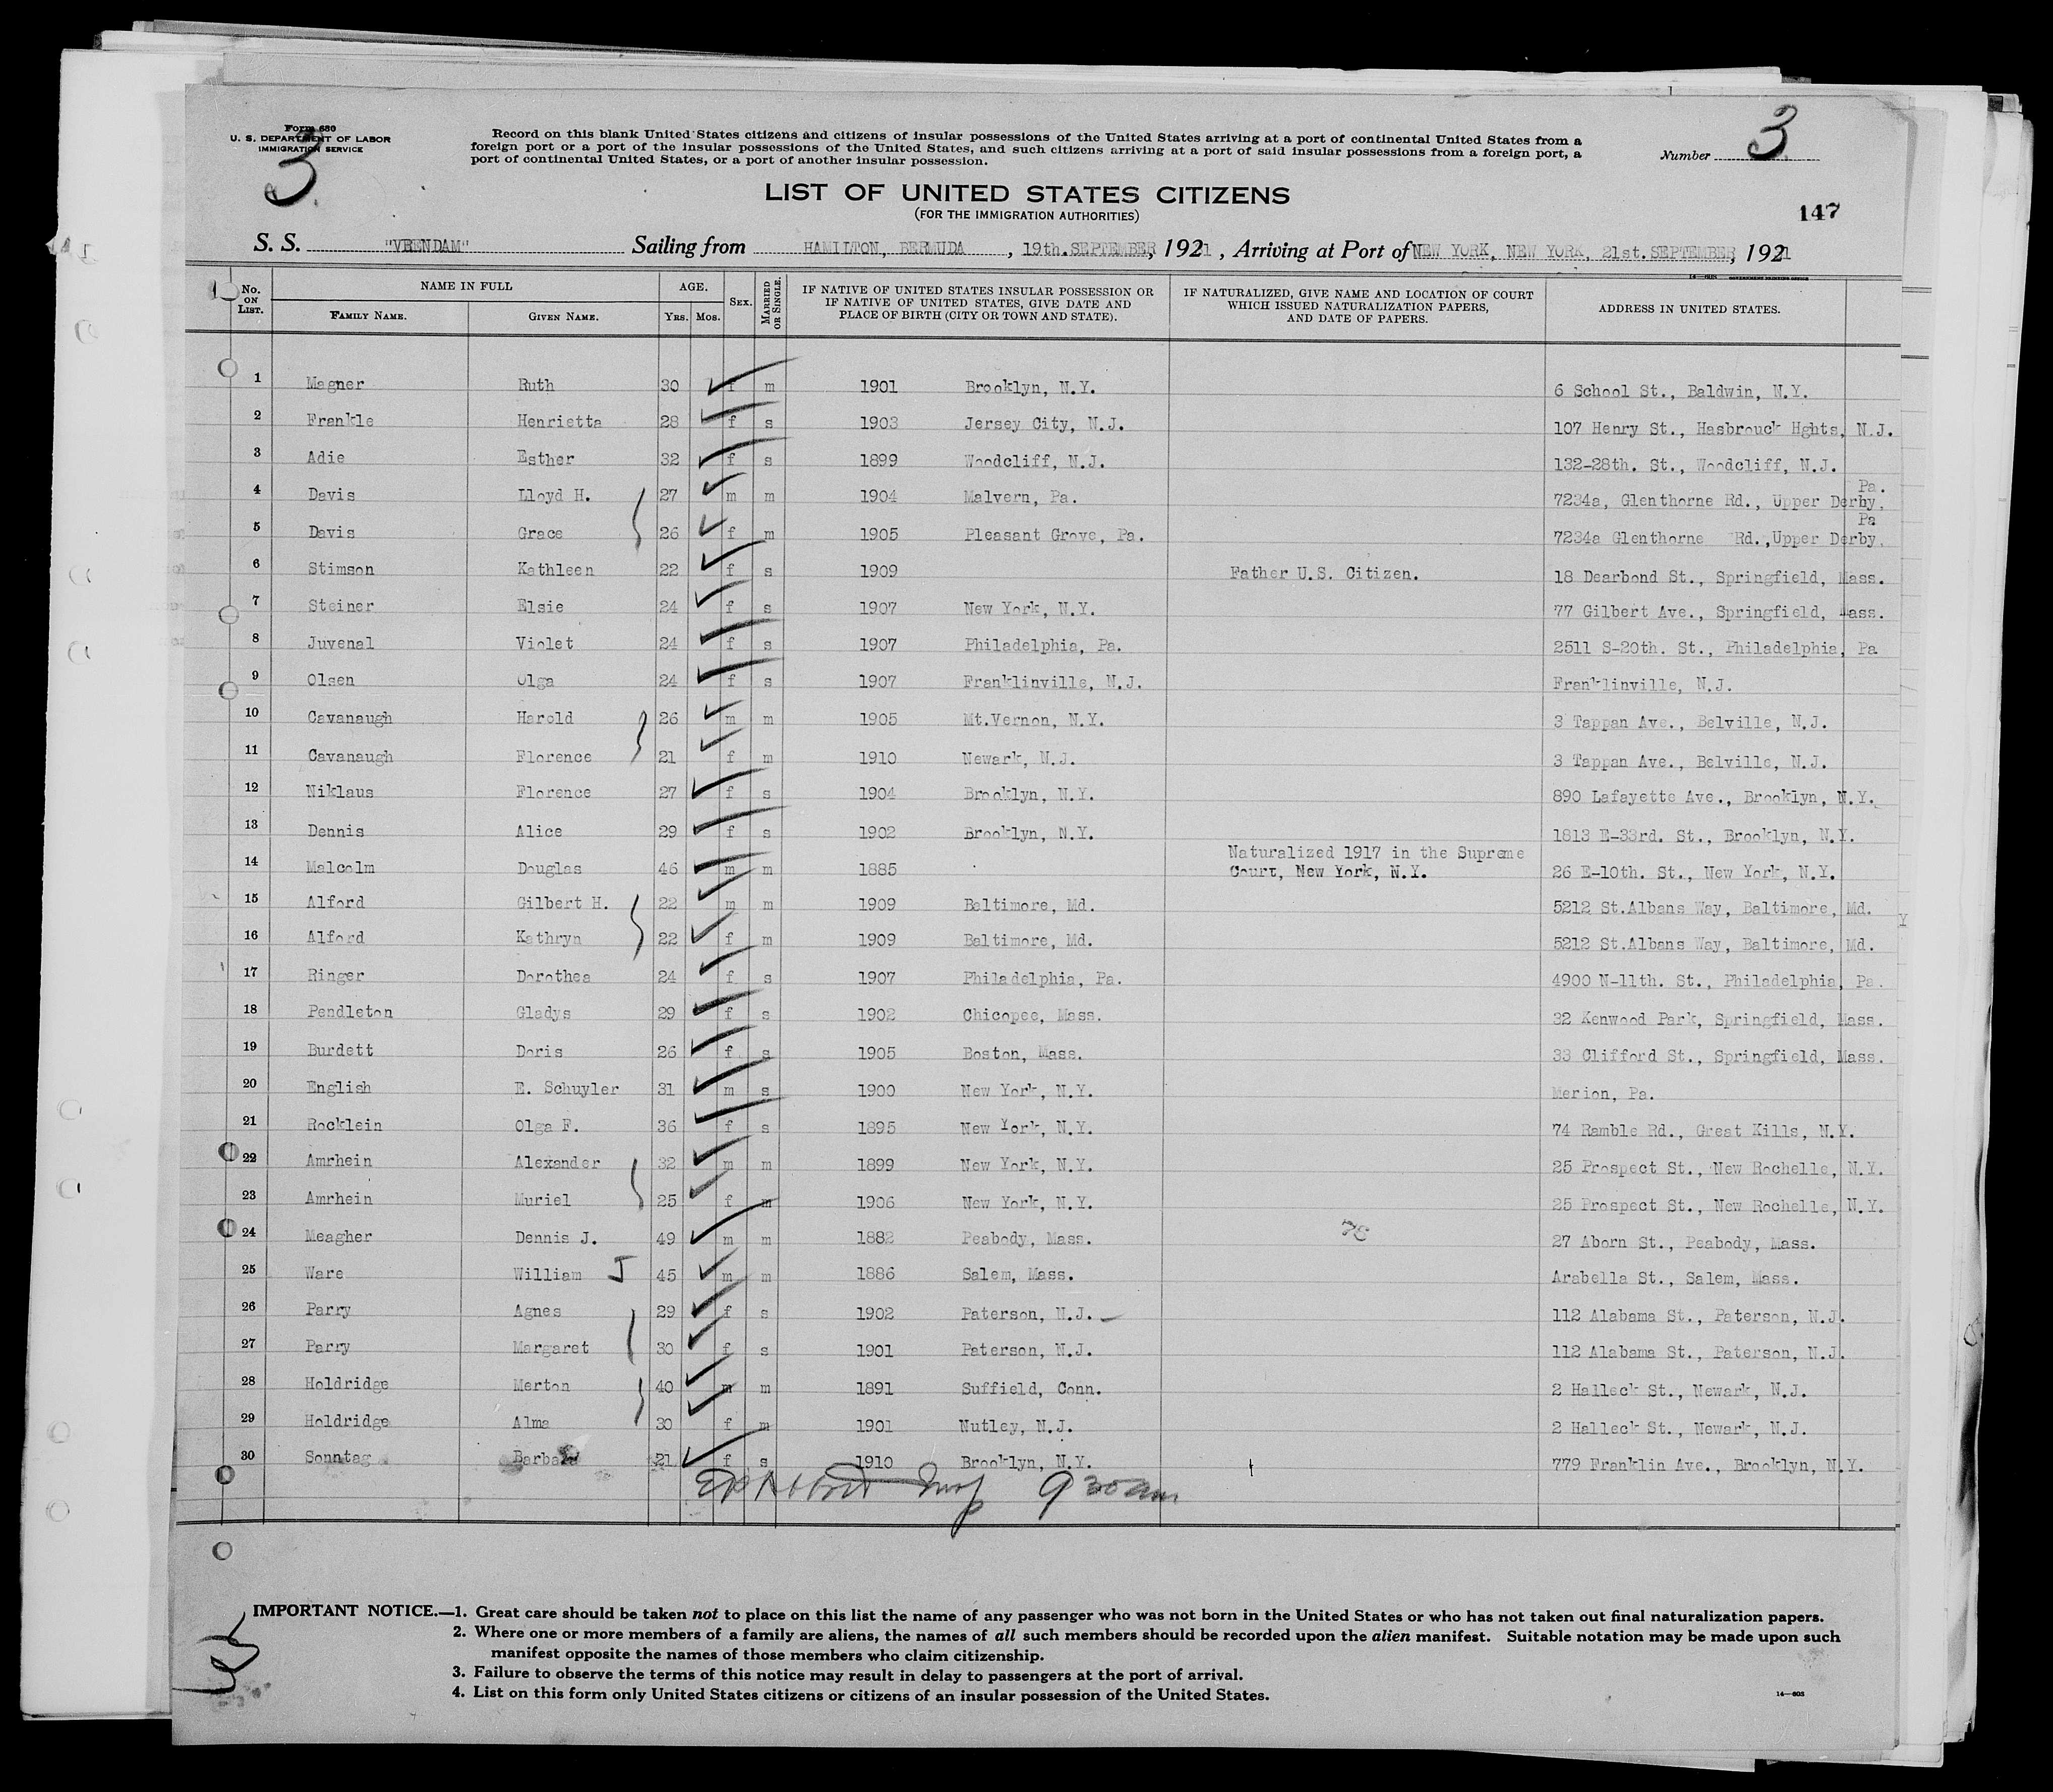 Form 630
U. S. DEPARTMENT OF LABOR
IMMIGRATION SERVICE
3
Record on this blank United States citizens and citizens of insular possessions of the United States arriving at a port of continental United States from a
foreign port or a port of the insular possessions of the United States, and such citizens arriving at a port of said insular possessions from a foreign port, a
port of continental United States, or a port of another insular possession.
Number 3
LIST OF UNITED STATES CITIZENS
(FOR THE IMMIGRATION AUTHORITIES)
147
S. S. "VEENDAM" Sailing from HAMILTON, BERMUDA, 19th. SEPTEMBER, 1921, Arriving at Port of NEW YORK, NEW YORK, 21st. SEPTEMBER, 1921
No. ON LIST. NAME IN FULL FAMILY NAME. GIVEN NAME. AGE. YRS. MOS. SEX. MARRIED OR SINGLE. IF NATIVE OF UNITED STATES INSULAR POSSESSION OR IF NATIVE OF UNITED STATES, GIVE DATE AND PLACE OF BIRTH (CITY OR TOWN AND STATE). IF NATURALIZED, GIVE NAME AND LOCATION OF COURT WHICH ISSUED NATURALIZATION PAPERS, AND DATE OF PAPERS. ADDRESS IN UNITED STATES.
1 Magner Ruth 30 f m 1901 Brooklyn, N.Y. 6 School St., Baldwin, N.Y.
2 Frankle Henrietta 28 f s 1903 Jersey City, N.J. 107 Henry St., Hasbrouck Hghts, N.J.
3 Adie Esther 32 f s 1899 Woodcliff, N.J. 132-28th. St., Woodcliff, N.J.
4 Davis Lloyd H. 27 m m 1904 Malvern, Pa. 7234a, Glenthorne Rd., Upper Derby, Pa.
5 Davis Grace 26 f m 1905 Pleasant Grove, Pa. 7234a Glenthorne Rd., Upper Derby. Pa
6 Stimson Kathleen 22 f s 1909 Father U.S. Citizen. 18 Dearbond St., Springfield, Mass.
7 Steiner Elsie 24 f s 1907 New York, N.Y. 77 Gilbert Ave., Springfield, Mass.
8 Juvenal Violet 24 f s 1907 Philadelphia, Pa. 2511 S-20th. St., Philadelphia, Pa
9 Olsen Olga 24 f s 1907 Franklinville, N.J. Franklinville, N.J.
10 Cavanaugh Harold 26 m m 1905 Mt.Vernon, N.Y. 3 Tappan Ave., Belville, N.J.
11 Cavanaugh Florence 21 f m 1910 Newark, N.J. 3 Tappan Ave., Belville, N.J.
12 Niklaus Florence 27 f s 1904 Brooklyn, N.Y. 890 Lafayette Ave., Brooklyn, N.Y.
13 Dennis Alice 29 f s 1902 Brooklyn, N.Y. 1813 E-33rd. St., Brooklyn, N.Y.
14 Malcolm Douglas 46 m m 1885 Naturalized 1917 in the Supreme Court, New York, N.Y. 26 E-10th. St., New York, N.Y.
15 Alford Gilbert H. 22 m m 1909 Baltimore, Md. 5212 St.Albans Way, Baltimore, Md.
16 Alford Kathryn 22 f m 1909 Baltimore, Md. 5212 St.Albans Way, Baltimore, Md.
17 Ringer Dorothea 24 f s 1907 Philadelphia, Pa. 4900 N-11th. St., Philadelphia, Pa.
18 Pendleton Gladys 29 f s 1902 Chicopee, Mass. 32 Kenwood Park, Springfield, Mass.
19 Burdett Doris 26 f s 1905 Boston, Mass. 33 Clifford St., Springfield, Mass.
20 English E. Schuyler 31 m s 1900 New York, N.Y. Merion, Pa.
21 Rocklein Olga F. 36 f s 1895 New York, N.Y. 74 Ramble Rd., Great Kills, N.Y.
22 Amrhein Alexander 32 m m 1899 New York, N.Y. 25 Prospect St., New Rochelle, N.Y.
23 Amrhein Muriel 25 f m 1906 New York, N.Y. 25 Prospect St., New Rochelle, N.Y.
24 Meagher Dennis J. 49 m m 1882 Peabody, Mass. 27 Aborn St., Peabody, Mass.
25 Ware William J 45 m m 1886 Salem, Mass. Arabella St., Salem, Mass.
26 Parry Agnes 29 f s 1902 Paterson, N.J. 112 Alabama St., Paterson, N.J.
27 Parry Margaret 30 f s 1901 Paterson, N.J. 112 Alabama St., Paterson, N.J.
28 Holdridge Merton 40 m m 1891 Suffield, Conn. 2 Halleck St., Newark, N.J.
29 Holdridge Alma 30 f m 1901 Nutley, N.J. 2 Halleck St., Newark, N.J.
30 Sonntag Barbara 21 f s 1910 Brooklyn, N.Y. 779 Franklin Ave., Brooklyn, N.Y.
9 30 am
IMPORTANT NOTICE.—1. Great care should be taken not to place on this list the name of any passenger who was not born in the United States or who has not taken out final naturalization papers.
2. Where one or more members of a family are aliens, the names of all such members should be recorded upon the alien manifest. Suitable notation may be made upon such
manifest opposite the names of those members who claim citizenship.
3. Failure to observe the terms of this notice may result in delay to passengers at the port of arrival.
4. List on this form only United States citizens or citizens of an insular possession of the United States.